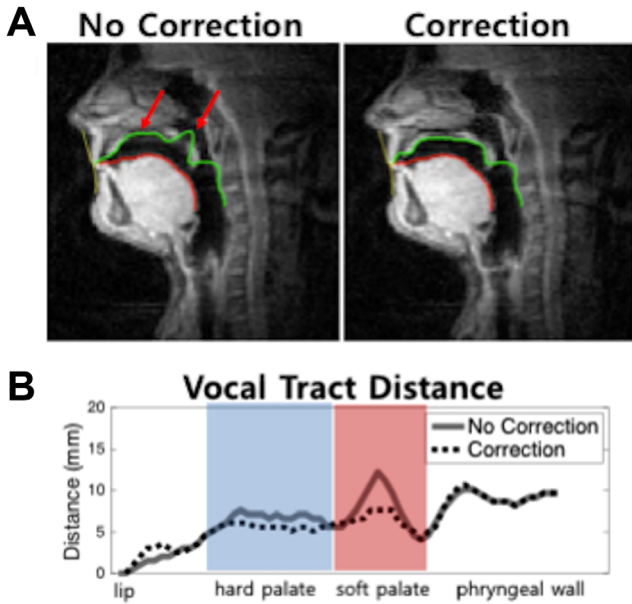 A
No Correction
Correction
B
Vocal Tract Distance
Distance (mm)
20
15
10
5
0
No Correction
Correction
lip
hard palate
soft palate
phryngeal wall